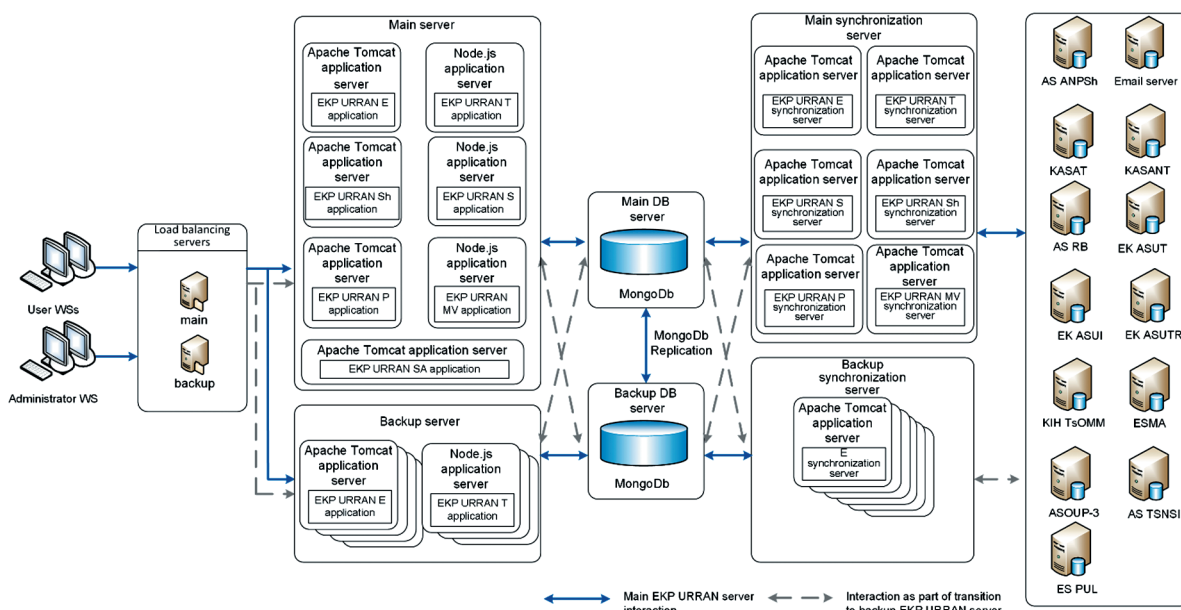 User WSs
Administrator WS
Load balancing
servers
main
backup
Main server
Apache Tomcat
application
server
EKP URRAN E
application
Node.js
application
server
EKP URRAN T
application
Apache Tomcat
application
server
EKP URRAN Sh
application
Node.js
application
server
EKP URRAN S
application
Apache Tomcat
application
server
EKP URRAN P
application
Node.js
application
server
EKP URRAN
MV application
Apache Tomcat application server
EKP URRAN SA application
Backup server
Apache Tomcat
application
server
EKP URRAN E
application
Node.js
application
server
EKP URRAN T
application
Main DB
server
MongoDb
MongoDb
Replication
Backup DB
server
MongoDb
Main synchronization
server
Apache Tomcat
application server
EKP URRAN E
synchronization
server
Apache Tomcat
application server
EKP URRAN T
synchronization
server
Apache Tomcat
application server
EKP URRAN S
synchronization
server
Apache Tomcat
application server
EKP URRAN Sh
synchronization
server
Apache Tomcat
application server
EKP URRAN P
synchronization
server
Apache Tomcat
application server
EKP URRAN MV
synchronization
server
Backup
synchronization
server
Apache Tomcat
application
server
E
synchronization
server
AS ANPSh
Email server
KASAT
KASANT
AS RB
EK ASUT
EK ASUI
EK ASUTR
KIH TsOMM
ESMA
ASOUP-3
AS TSNSI
ES PUL
Main EKP URRAN server
interaction
Interaction as part of transition
to backup EKP URRAN server